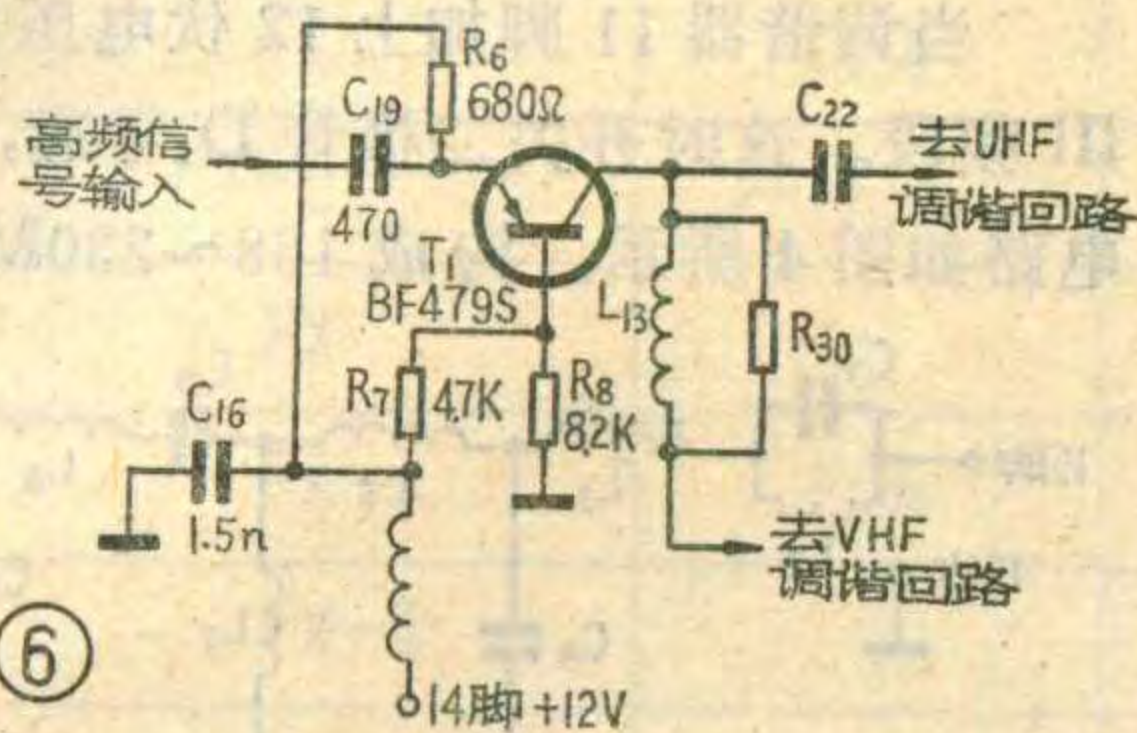 R6
680Ω
C19
470
高频信
号输入
C22
去UHF
调谐回路
T1
BF479S
L13
R30
R7
4.7K
R8
8.2K
C16
1.5n
去VHF
调谐回路
14脚+12V
6